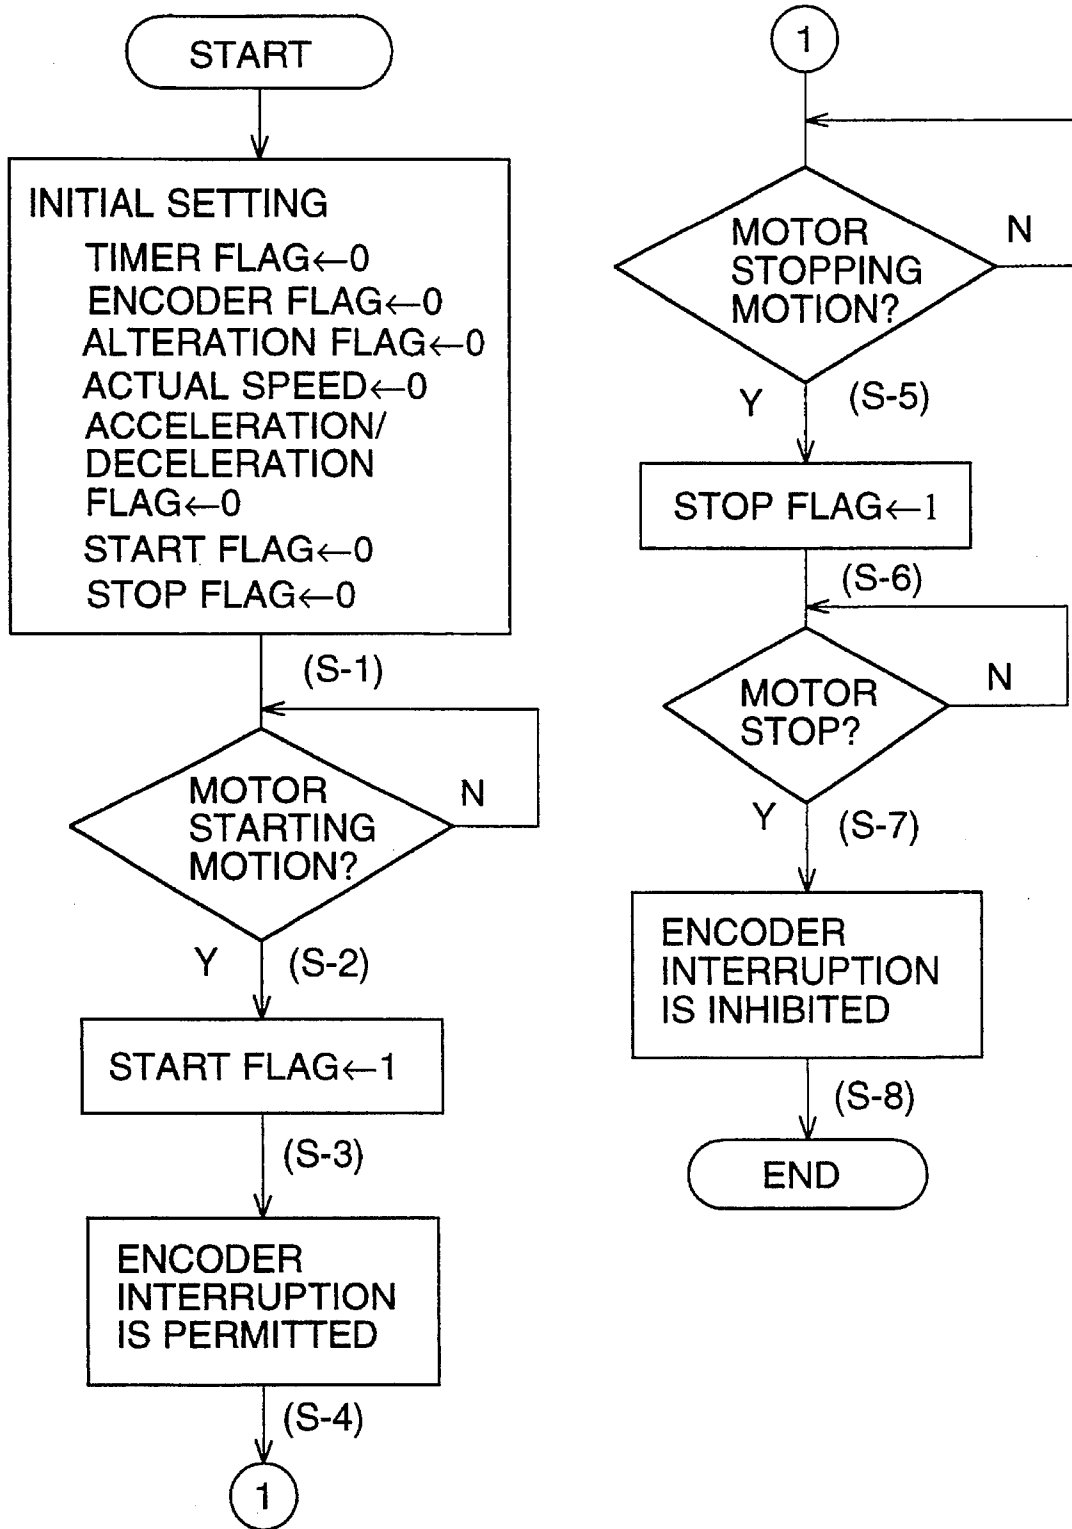 START
INITIAL SETTING
TIMER FLAG←0
ENCODER FLAG←0
ALTERATION FLAG←0
ACTUAL SPEED←0
ACCELERATION/
DECELERATION
FLAG←0
START FLAG←0
STOP FLAG←0
(S-1)
MOTOR
STARTING
MOTION?
N
Y
(S-2)
START FLAG←1
(S-3)
ENCODER
INTERRUPTION
IS PERMITTED
(S-4)
1
1
MOTOR
STOPPING
MOTION?
N
Y
(S-5)
STOP FLAG←1
(S-6)
MOTOR
STOP?
N
Y
(S-7)
ENCODER
INTERRUPTION
IS INHIBITED
(S-8)
END